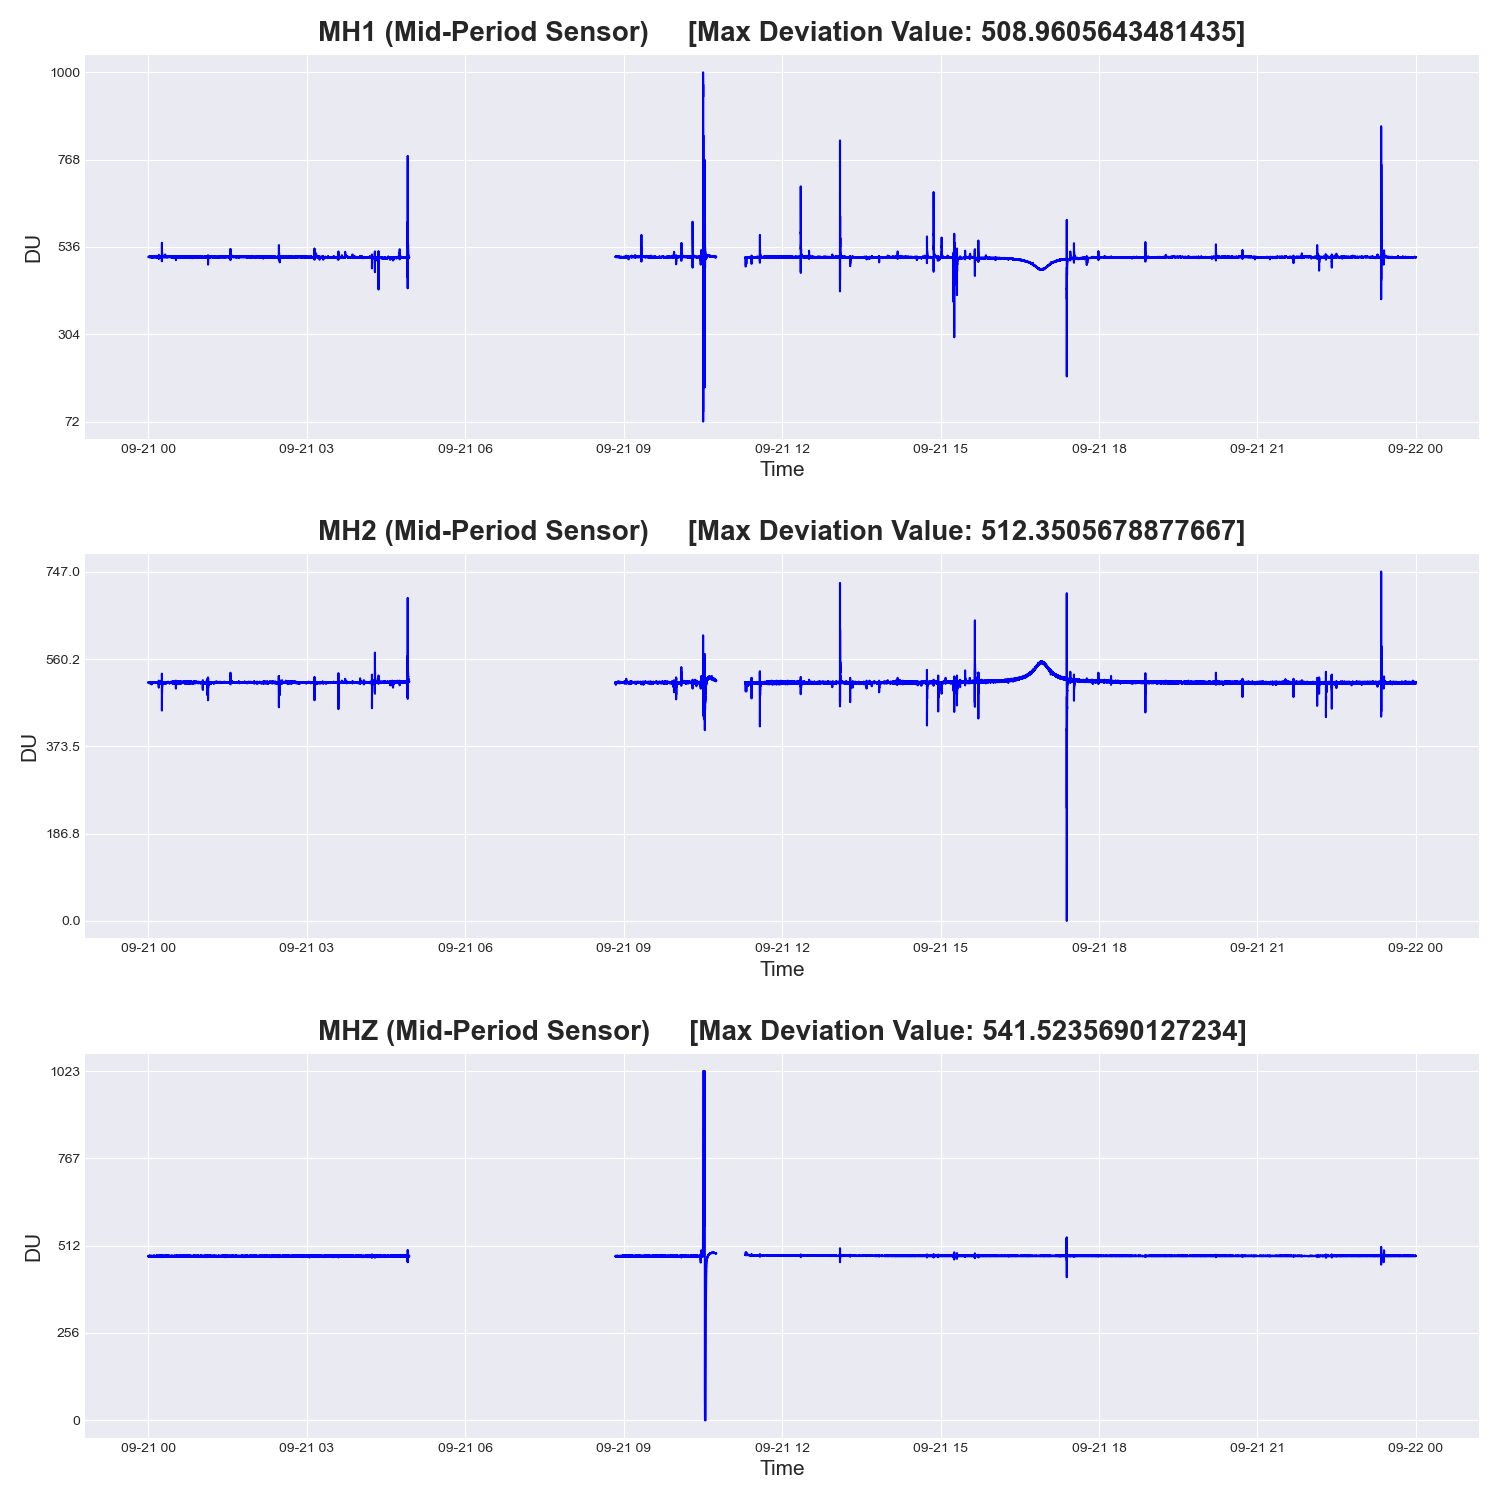 MH1 (Mid-Period Sensor) [Max Deviation Value: 508.9605643481435]
1000
768
536
304
72
DU
09-21 00 09-21 03 09-21 06 09-21 09 09-21 12 09-21 15 09-21 18 09-21 21 09-22 00
Time
MH2 (Mid-Period Sensor) [Max Deviation Value: 512.3505678877667]
747.0
560.2
373.5
186.8
0.0
DU
09-21 00 09-21 03 09-21 06 09-21 09 09-21 12 09-21 15 09-21 18 09-21 21 09-22 00
Time
MHZ (Mid-Period Sensor) [Max Deviation Value: 541.5235690127234]
1023
767
512
256
0
DU
09-21 00 09-21 03 09-21 06 09-21 09 09-21 12 09-21 15 09-21 18 09-21 21 09-22 00
Time